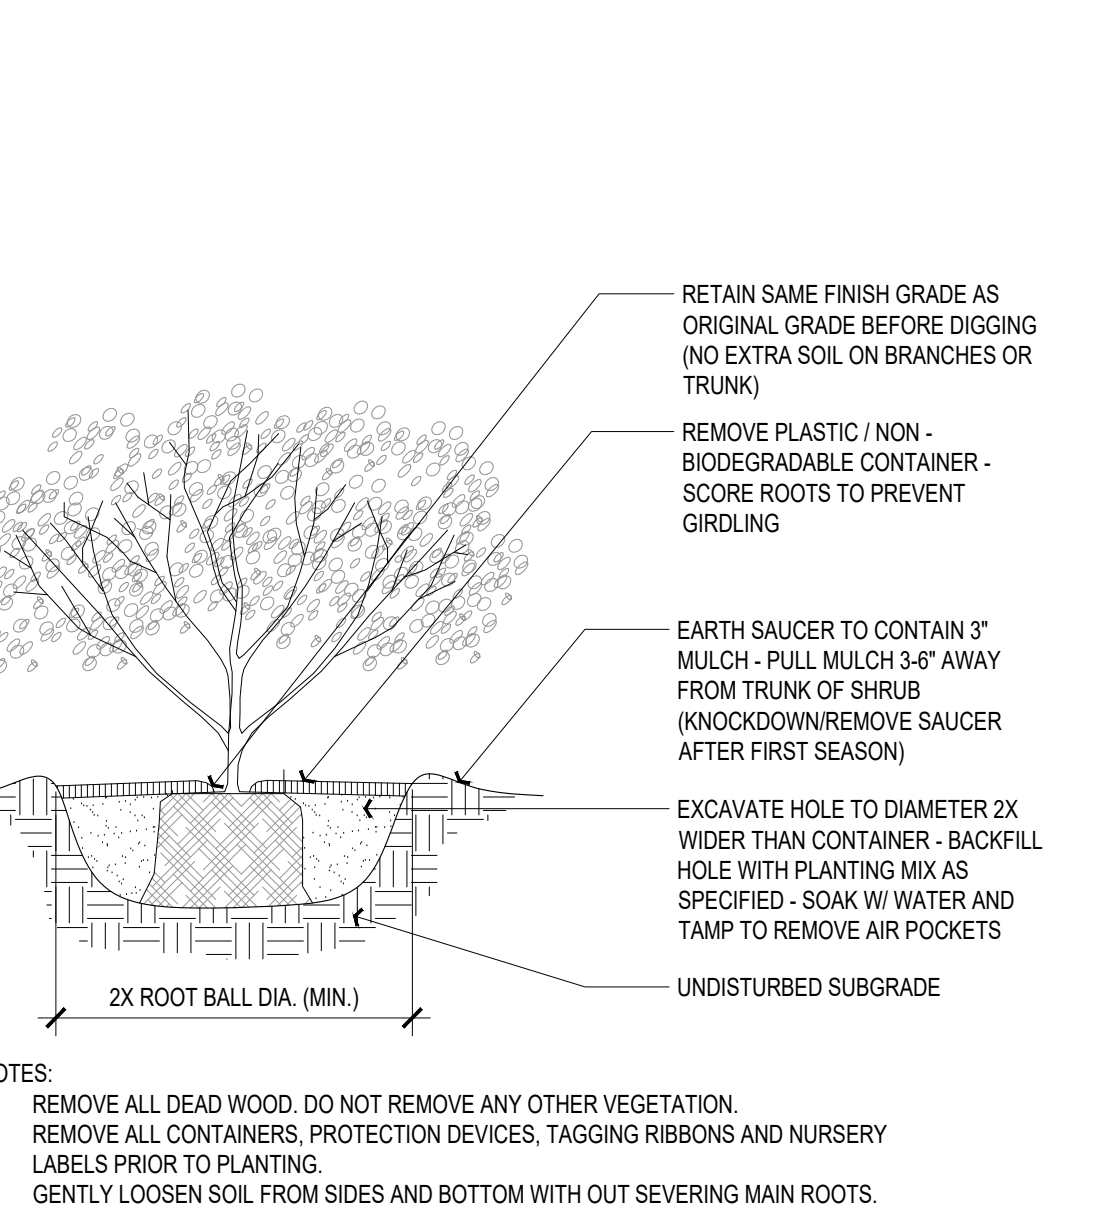 RETAIN SAME FINISH GRADE AS
ORIGINAL GRADE BEFORE DIGGING
(NO EXTRA SOIL ON BRANCHES OR
TRUNK)
REMOVE PLASTIC / NON -
BIODEGRADABLE CONTAINER -
SCORE ROOTS TO PREVENT
GIRDLING
EARTH SAUCER TO CONTAIN 3"
MULCH - PULL MULCH 3-6" AWAY
FROM TRUNK OF SHRUB
(KNOCKDOWN/REMOVE SAUCER
AFTER FIRST SEASON)
EXCAVATE HOLE TO DIAMETER 2X
WIDER THAN CONTAINER - BACKFILL
HOLE WITH PLANTING MIX AS
SPECIFIED - SOAK W/ WATER AND
TAMP TO REMOVE AIR POCKETS
UNDISTURBED SUBGRADE
2X ROOT BALL DIA. (MIN.)
OTES:
REMOVE ALL DEAD WOOD. DO NOT REMOVE ANY OTHER VEGETATION.
REMOVE ALL CONTAINERS, PROTECTION DEVICES, TAGGING RIBBONS AND NURSERY
LABELS PRIOR TO PLANTING.
GENTLY LOOSEN SOIL FROM SIDES AND BOTTOM WITH OUT SEVERING MAIN ROOTS.